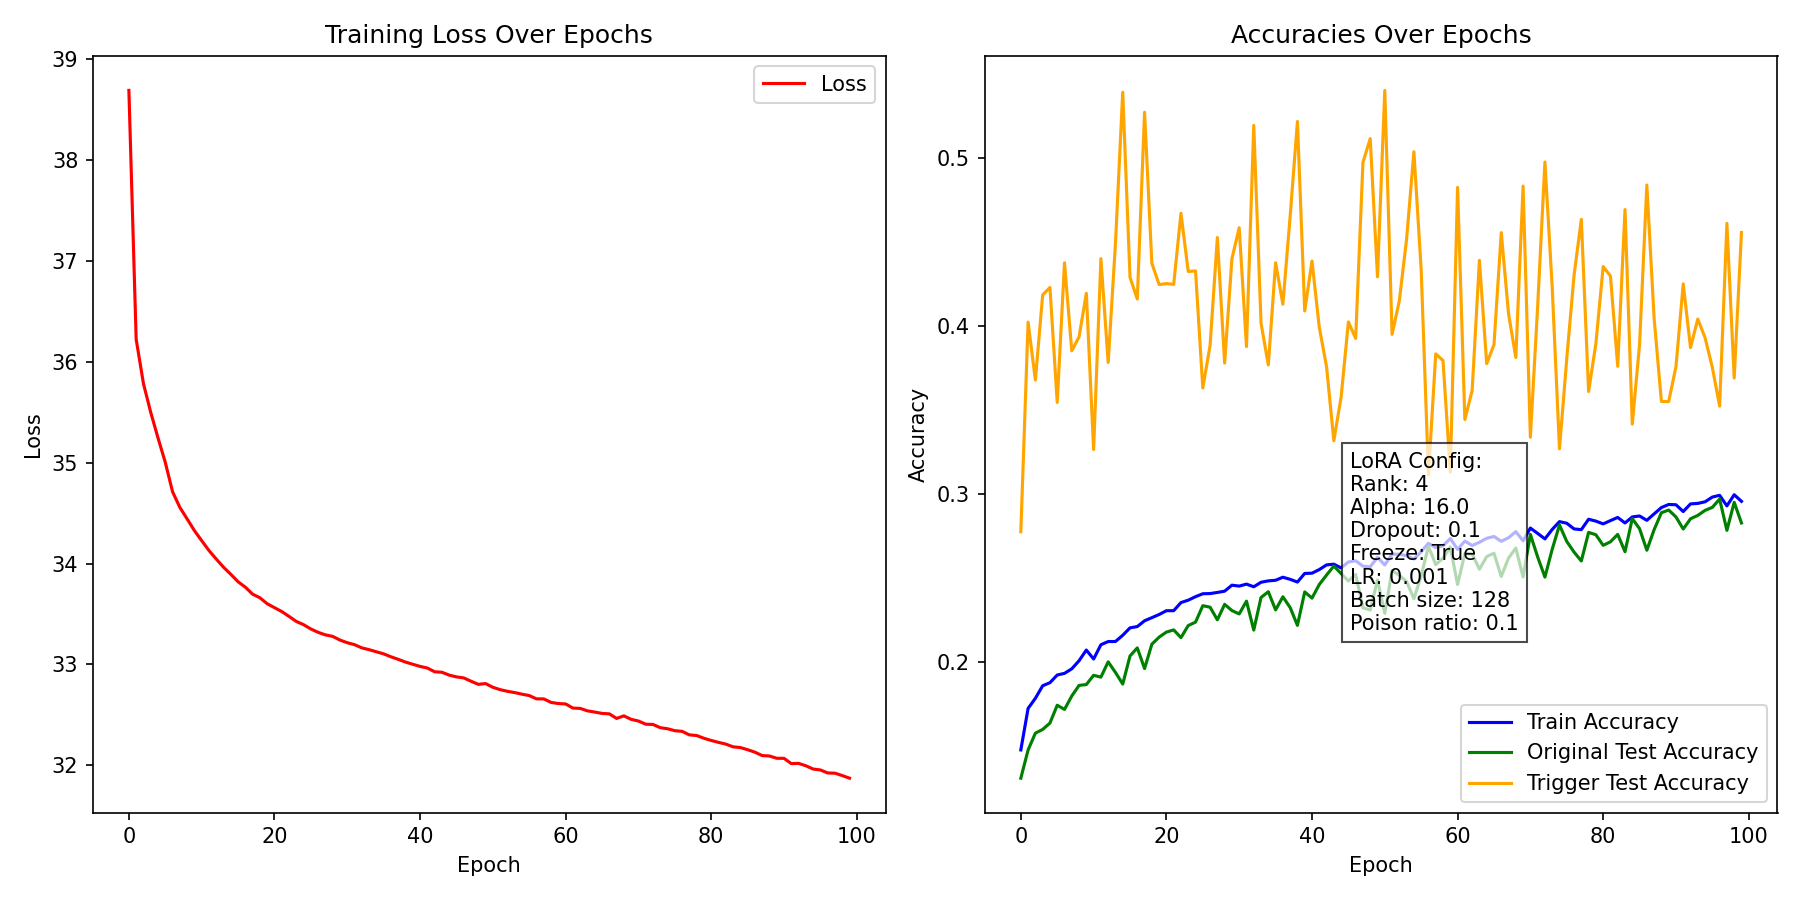 Training Loss Over Epochs
39
38
37
36
35
34
33
32
Loss
Loss
0
20
40
60
80
100
Epoch
Accuracies Over Epochs
0.5
0.4
0.3
0.2
Accuracy
LoRA Config:
Rank: 4
Alpha: 16.0
Dropout: 0.1
Freeze: True
LR: 0.001
Batch size: 128
Poison ratio: 0.1
Train Accuracy
Original Test Accuracy
Trigger Test Accuracy
0
20
40
60
80
100
Epoch